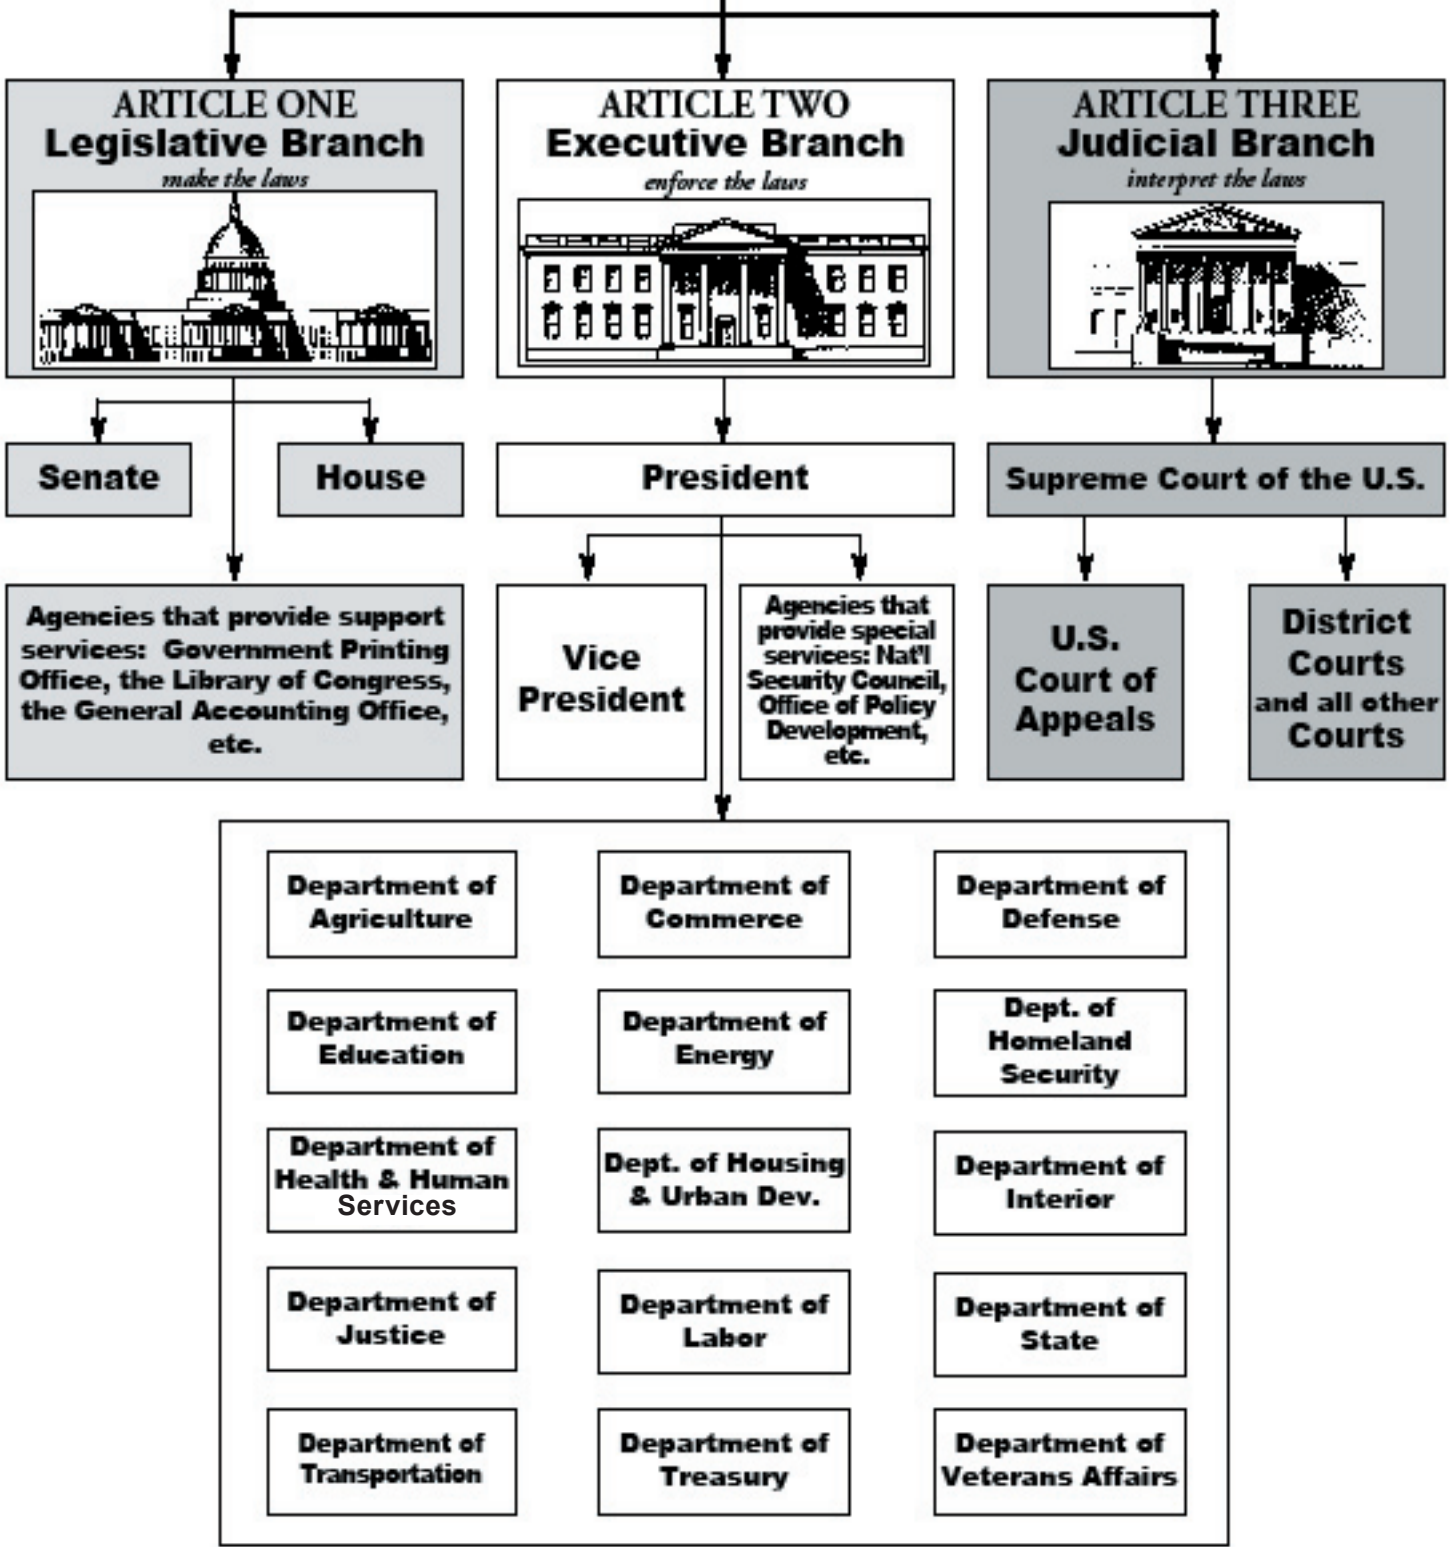 ARTICLE ONE
Legislative Branch
make the laws
ARTICLE TWO
Executive Branch
enforce the laws
ARTICLE THREE
Judicial Branch
interpret the laws
Senate
House
President
Supreme Court of the U.S.
Agencies that provide support
services: Government Printing
Office, the Library of Congress,
the General Accounting Office,
etc.
Vice
President
Agencies that
provide special
services: Nat'l
Security Council,
Office of Policy
Development,
etc.
U.S.
Court of
Appeals
District
Courts
and all other
Courts
Department of
Agriculture
Department of
Commerce
Department of
Defense
Department of
Education
Department of
Energy
Dept. of
Homeland
Security
Department of
Health & Human
Services
Dept. of Housing
& Urban Dev.
Department of
Interior
Department of
Justice
Department of
Labor
Department of
State
Department of
Transportation
Department of
Treasury
Department of
Veterans Affairs